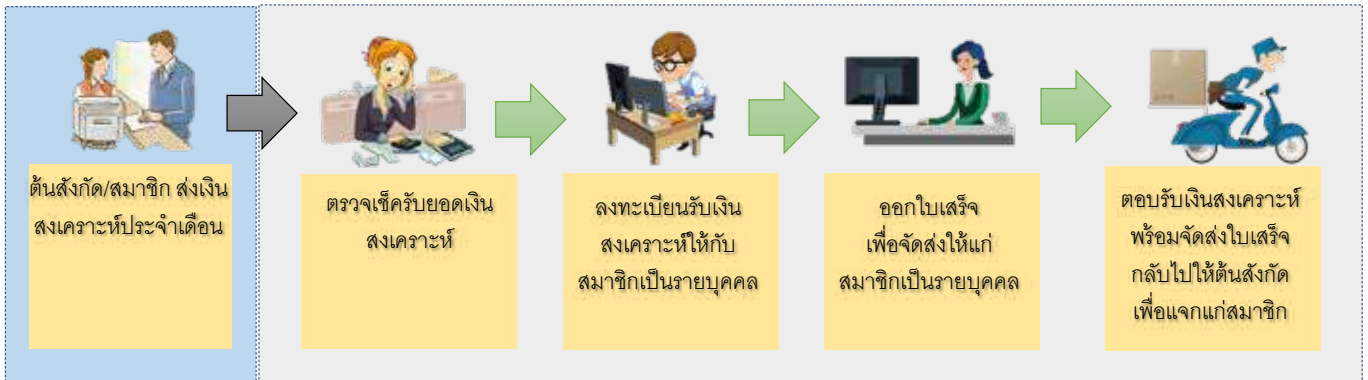 ต้นสังกัด/สมาชิก ส่งเงิน
สงเคราะห์ประจำเดือน
ตรวจเช็ครับยอดเงิน
สงเคราะห์
ลงทะเบียนรับเงิน
สงเคราะห์ให้กับ
สมาชิกเป็นรายบุคคล
ออกใบเสร็จ
เพื่อจัดส่งให้แก่
สมาชิกเป็นรายบุคคล
ตอบรับเงินสงเคราะห์
พร้อมจัดส่งใบเสร็จ
กลับไปให้ต้นสังกัด
เพื่อแจกแก่สมาชิก